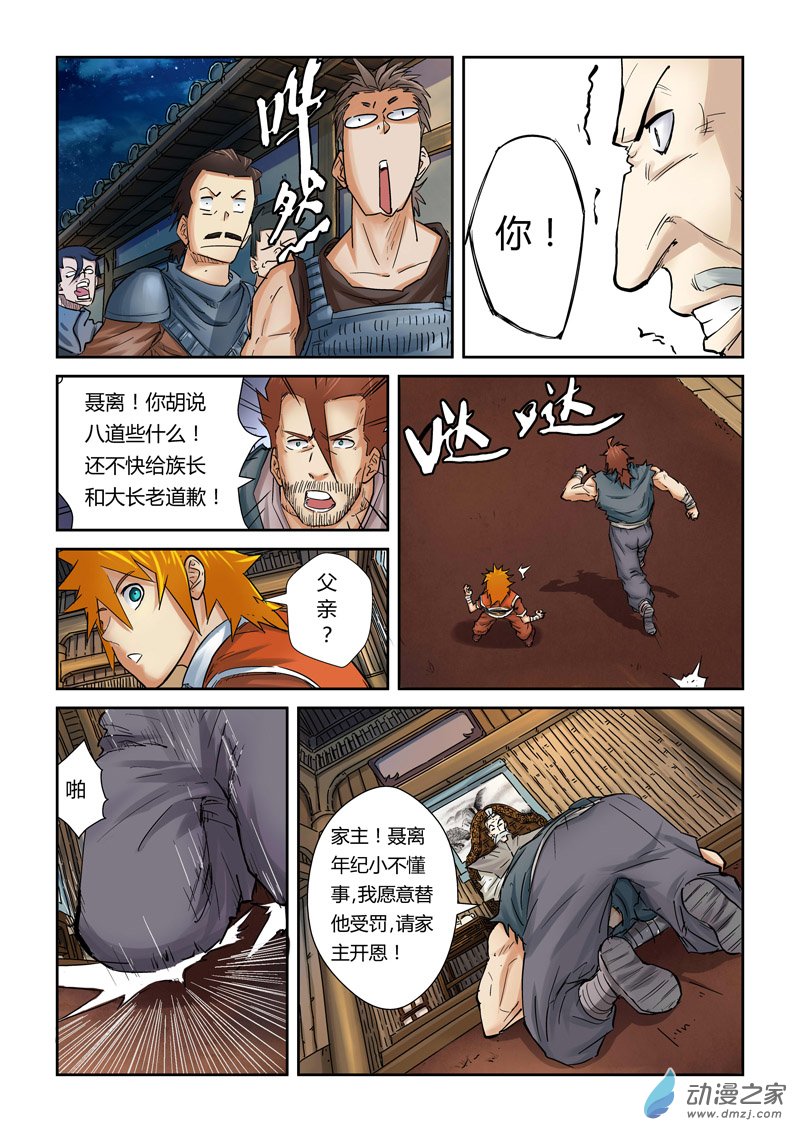 哗然
你！
聂离！你胡说
八道些什么！
还不快给族长
和大长老道歉！
哒 哒
父
亲
？
啪
家主！聂离
年纪小不懂
事，我愿意替
他受罚，请家
主开恩！
动漫之家
www.dmzj.com